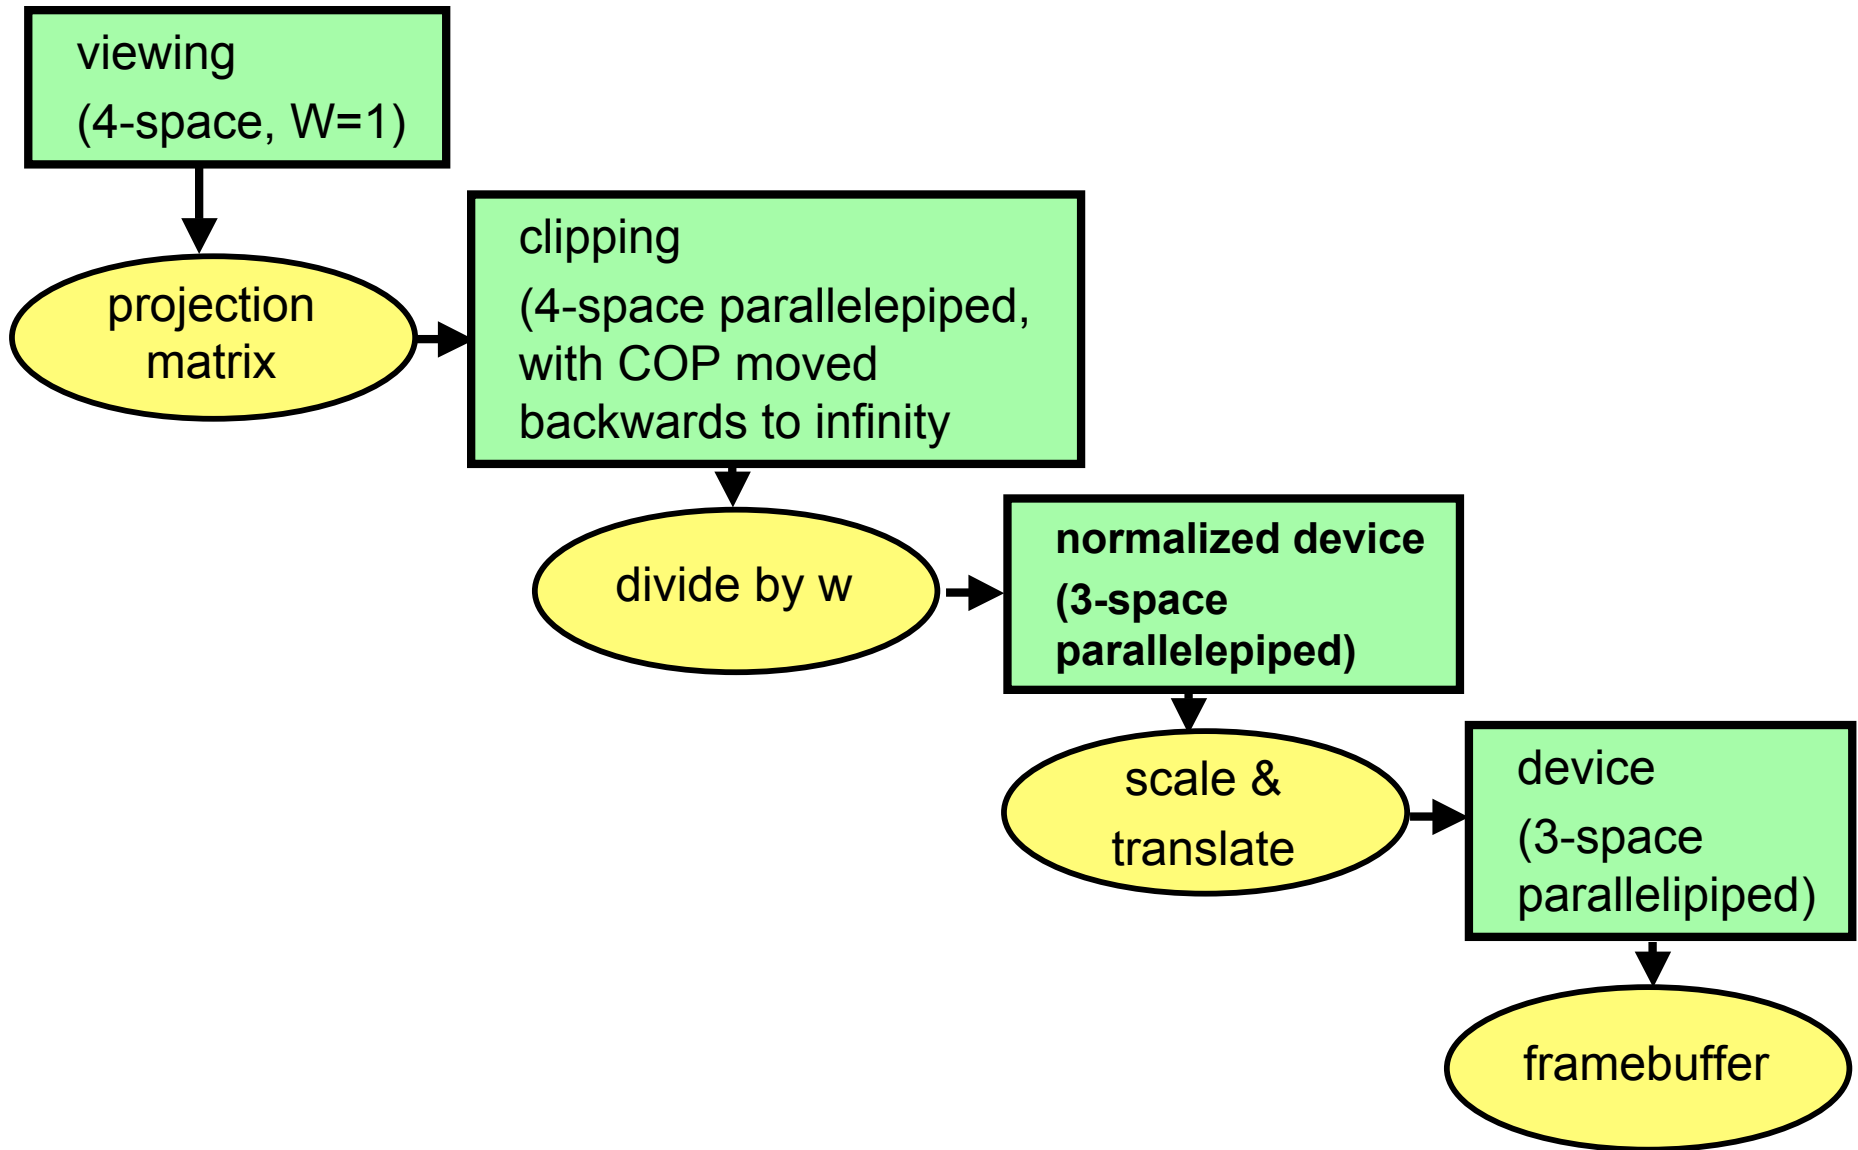 viewing
(4-space, W=1)
projection
matrix
clipping
(4-space parallelepiped,
with COP moved
backwards to infinity
divide by w
normalized device
(3-space
parallelepiped)
scale &
translate
device
(3-space
parallelipiped)
framebuffer